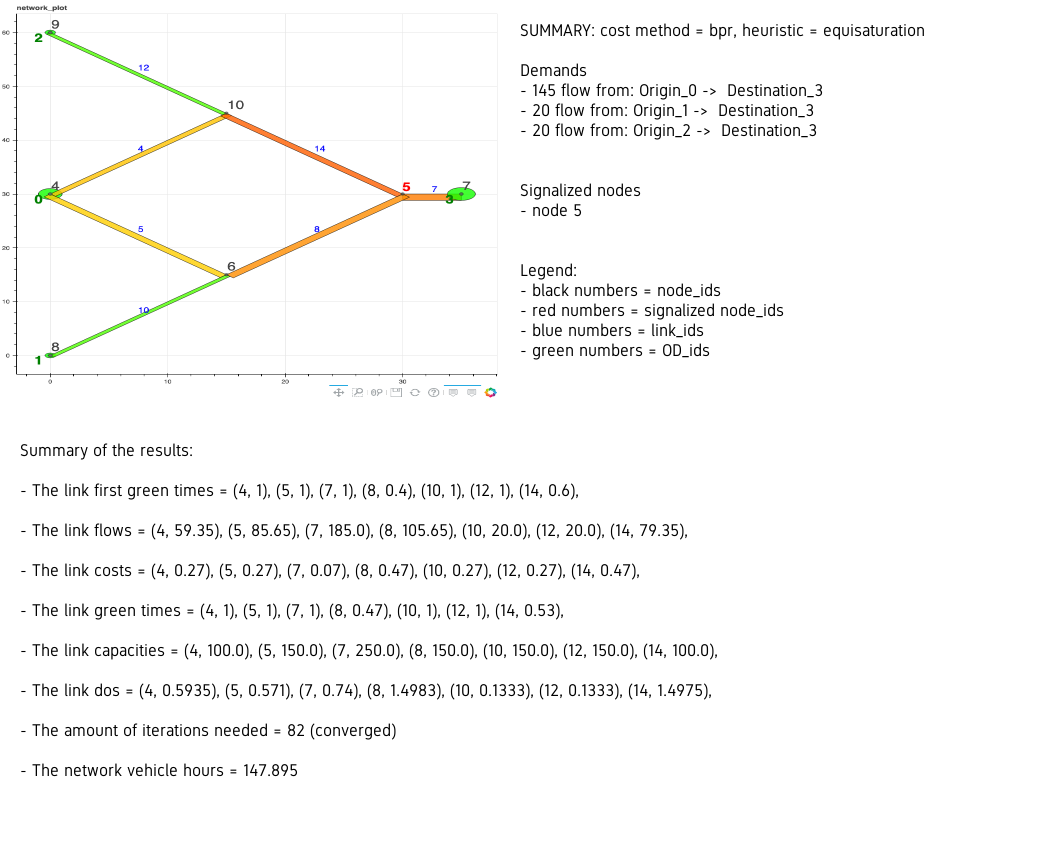 network_plot
9
2
60
12
50
10
4
14
40
4
5
7
7
30
0
3
5
8
20
6
10
10
8
1
0
0
10
20
30
SUMMARY: cost method = bpr, heuristic = equisaturation
Demands
- 145 flow from: Origin_0 -> Destination_3
- 20 flow from: Origin_1 -> Destination_3
- 20 flow from: Origin_2 -> Destination_3
Signalized nodes
- node 5
Legend:
- black numbers = node_ids
- red numbers = signalized node_ids
- blue numbers = link_ids
- green numbers = OD_ids
Summary of the results:
- The link first green times = (4, 1), (5, 1), (7, 1), (8, 0.4), (10, 1), (12, 1), (14, 0.6),
- The link flows = (4, 59.35), (5, 85.65), (7, 185.0), (8, 105.65), (10, 20.0), (12, 20.0), (14, 79.35),
- The link costs = (4, 0.27), (5, 0.27), (7, 0.07), (8, 0.47), (10, 0.27), (12, 0.27), (14, 0.47),
- The link green times = (4, 1), (5, 1), (7, 1), (8, 0.47), (10, 1), (12, 1), (14, 0.53),
- The link capacities = (4, 100.0), (5, 150.0), (7, 250.0), (8, 150.0), (10, 150.0), (12, 150.0), (14, 100.0),
- The link dos = (4, 0.5935), (5, 0.571), (7, 0.74), (8, 1.4983), (10, 0.1333), (12, 0.1333), (14, 1.4975),
- The amount of iterations needed = 82 (converged)
- The network vehicle hours = 147.895